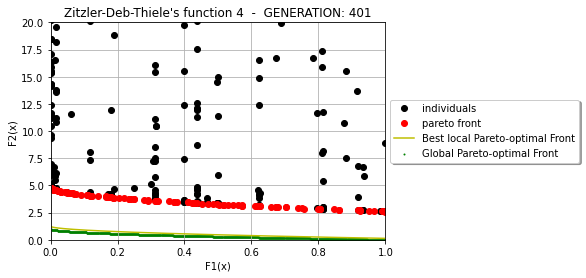 Zitzler-Deb-Thiele's function 4 - GENERATION: 401
20.0
17.5
15.0
12.5
10.0
7.5
5.0
2.5
0.0
F2(x)
0.0 0.2 0.4 0.6 0.8 1.0
F1(x)
individuals
pareto front
Best local Pareto-optimal Front
Global Pareto-optimal Front